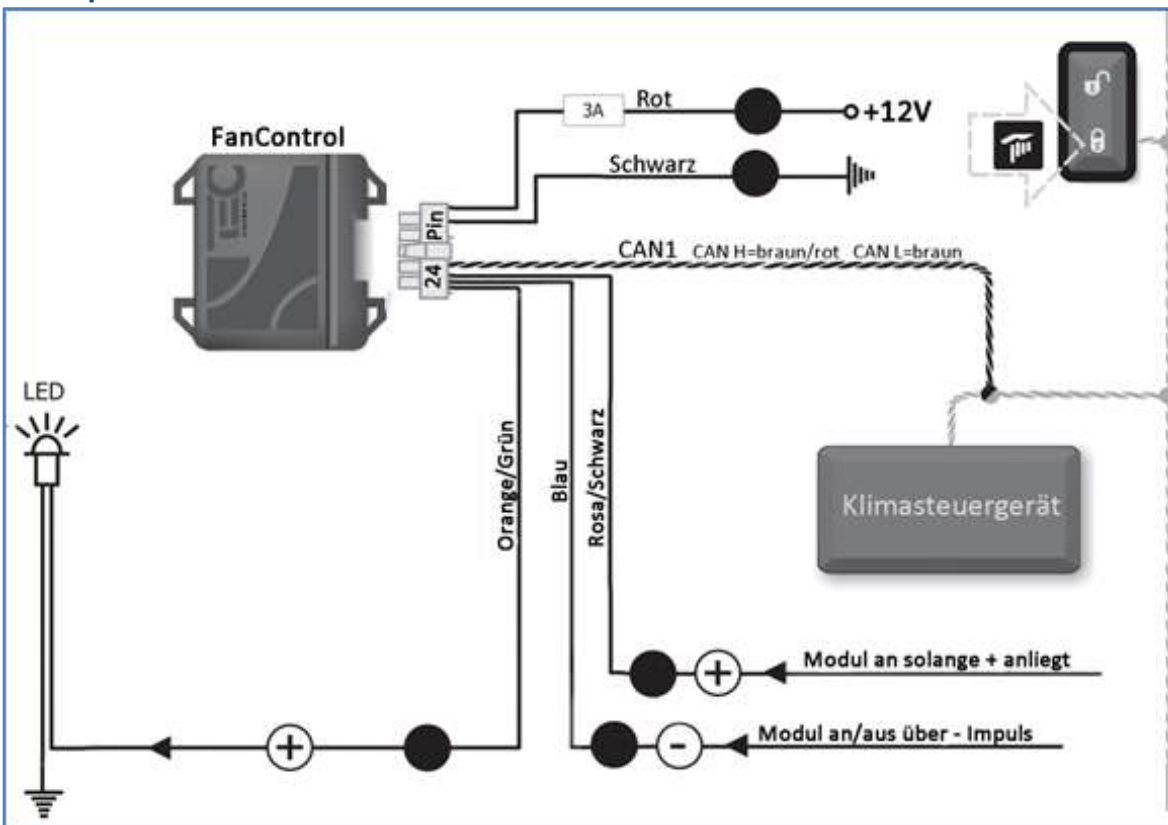 3A
Rot
+12V
FanControl
Schwarz
Pin
24
CAN1 CAN H=braun/rot CAN L=braun
LED
Orange/Grün
Blau
Rosa/Schwarz
Klimasteuergerät
Modul an solange + anliegt
+
Modul an/aus über - Impuls
+
-